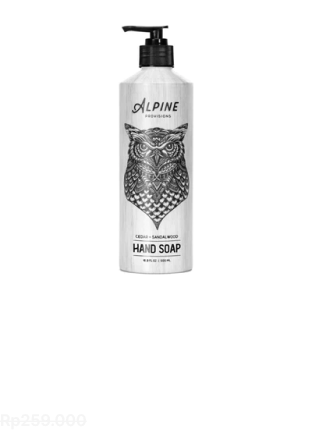 ALPINE
PROVISIONS
CEDAR + SANDALWOOD
HAND SOAP
Rp259.000